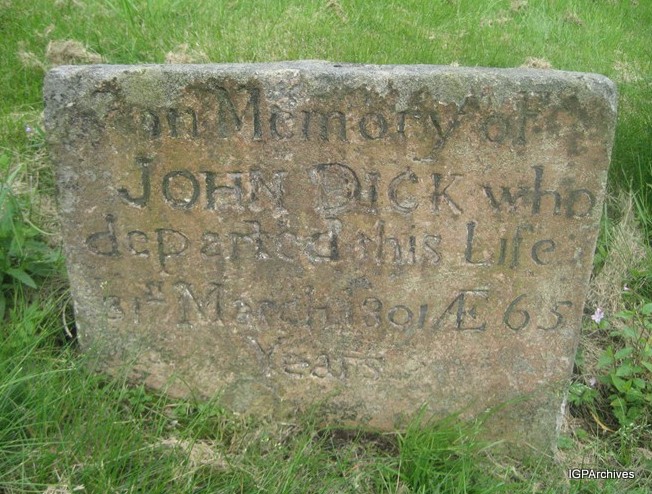 in Memory of
JOHN DICK who
departed this Life
31st March 1801 Æ 65
Years
IGPArchives